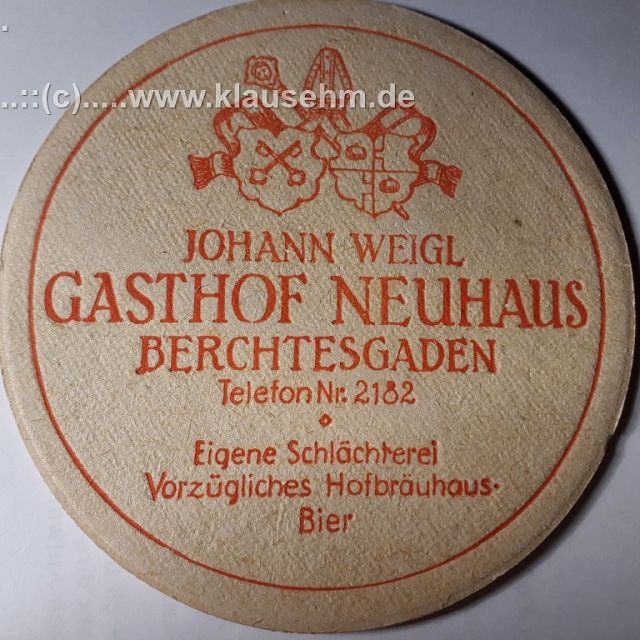 ..::(c).....www.klausehm.de
JOHANN WEIGL
GASTHOF NEUHAUS
BERCHTESGADEN
Telefon Nr. 2182
Eigene Schlächterei
Vorzügliches Hofbräuhaus-
Bier